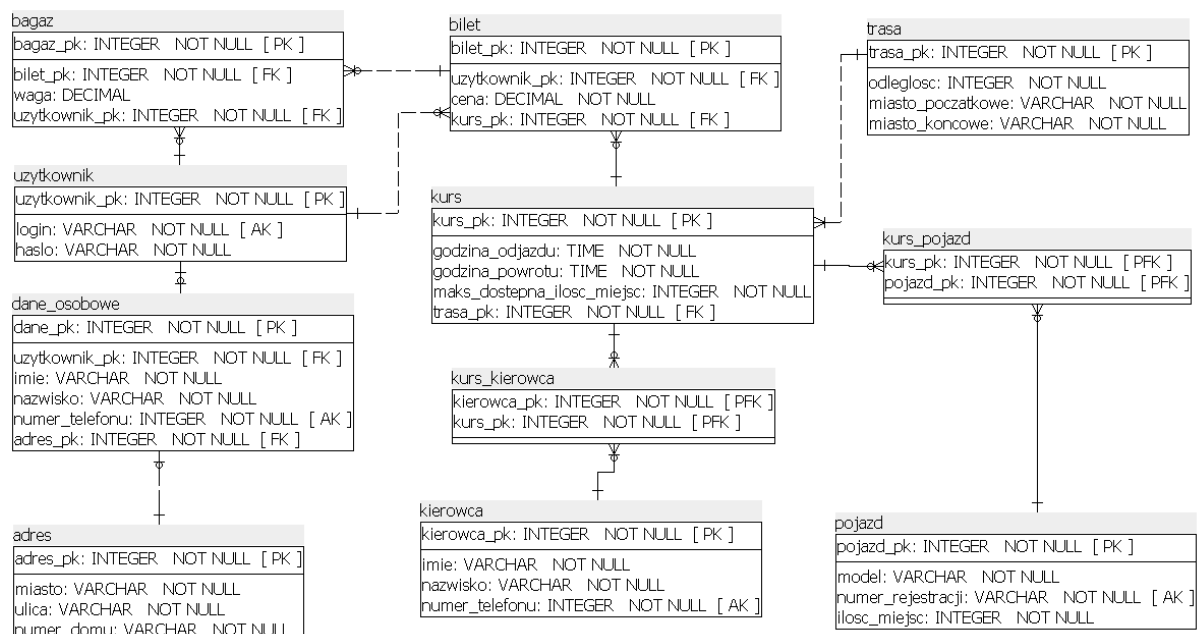 bagaz
bagaz_pk: INTEGER NOT NULL [ PK ]
bilet_pk: INTEGER NOT NULL [ FK ]
waga: DECIMAL
uzytkownik_pk: INTEGER NOT NULL [ FK ]
bilet
bilet_pk: INTEGER NOT NULL [ PK ]
uzytkownik_pk: INTEGER NOT NULL [ FK ]
cena: DECIMAL NOT NULL
kurs_pk: INTEGER NOT NULL [ FK ]
trasa
trasa_pk: INTEGER NOT NULL [ PK ]
odleglosc: INTEGER NOT NULL
miasto_poczatkowe: VARCHAR NOT NULL
miasto_koncowe: VARCHAR NOT NULL
uzytkownik
uzytkownik_pk: INTEGER NOT NULL [ PK ]
login: VARCHAR NOT NULL [ AK ]
haslo: VARCHAR NOT NULL
kurs
kurs_pk: INTEGER NOT NULL [ PK ]
godzina_odjazdu: TIME NOT NULL
godzina_powrotu: TIME NOT NULL
maks_dostepna_ilosc_miejsc: INTEGER NOT NULL
trasa_pk: INTEGER NOT NULL [ FK ]
kurs_pojazd
kurs_pk: INTEGER NOT NULL [ PFK ]
pojazd_pk: INTEGER NOT NULL [ PFK ]
dane_osobowe
dane_pk: INTEGER NOT NULL [ PK ]
uzytkownik_pk: INTEGER NOT NULL [ FK ]
imie: VARCHAR NOT NULL
nazwisko: VARCHAR NOT NULL
numer_telefonu: INTEGER NOT NULL [ AK ]
adres_pk: INTEGER NOT NULL [ FK ]
kurs_kierowca
kierowca_pk: INTEGER NOT NULL [ PFK ]
kurs_pk: INTEGER NOT NULL [ PFK ]
adres
adres_pk: INTEGER NOT NULL [ PK ]
miasto: VARCHAR NOT NULL
ulica: VARCHAR NOT NULL
numer_domu: VARCHAR NOT NULL
kierowca
kierowca_pk: INTEGER NOT NULL [ PK ]
imie: VARCHAR NOT NULL
nazwisko: VARCHAR NOT NULL
numer_telefonu: INTEGER NOT NULL [ AK ]
pojazd
pojazd_pk: INTEGER NOT NULL [ PK ]
model: VARCHAR NOT NULL
numer_rejestracji: VARCHAR NOT NULL [ AK ]
ilosc_miejsc: INTEGER NOT NULL